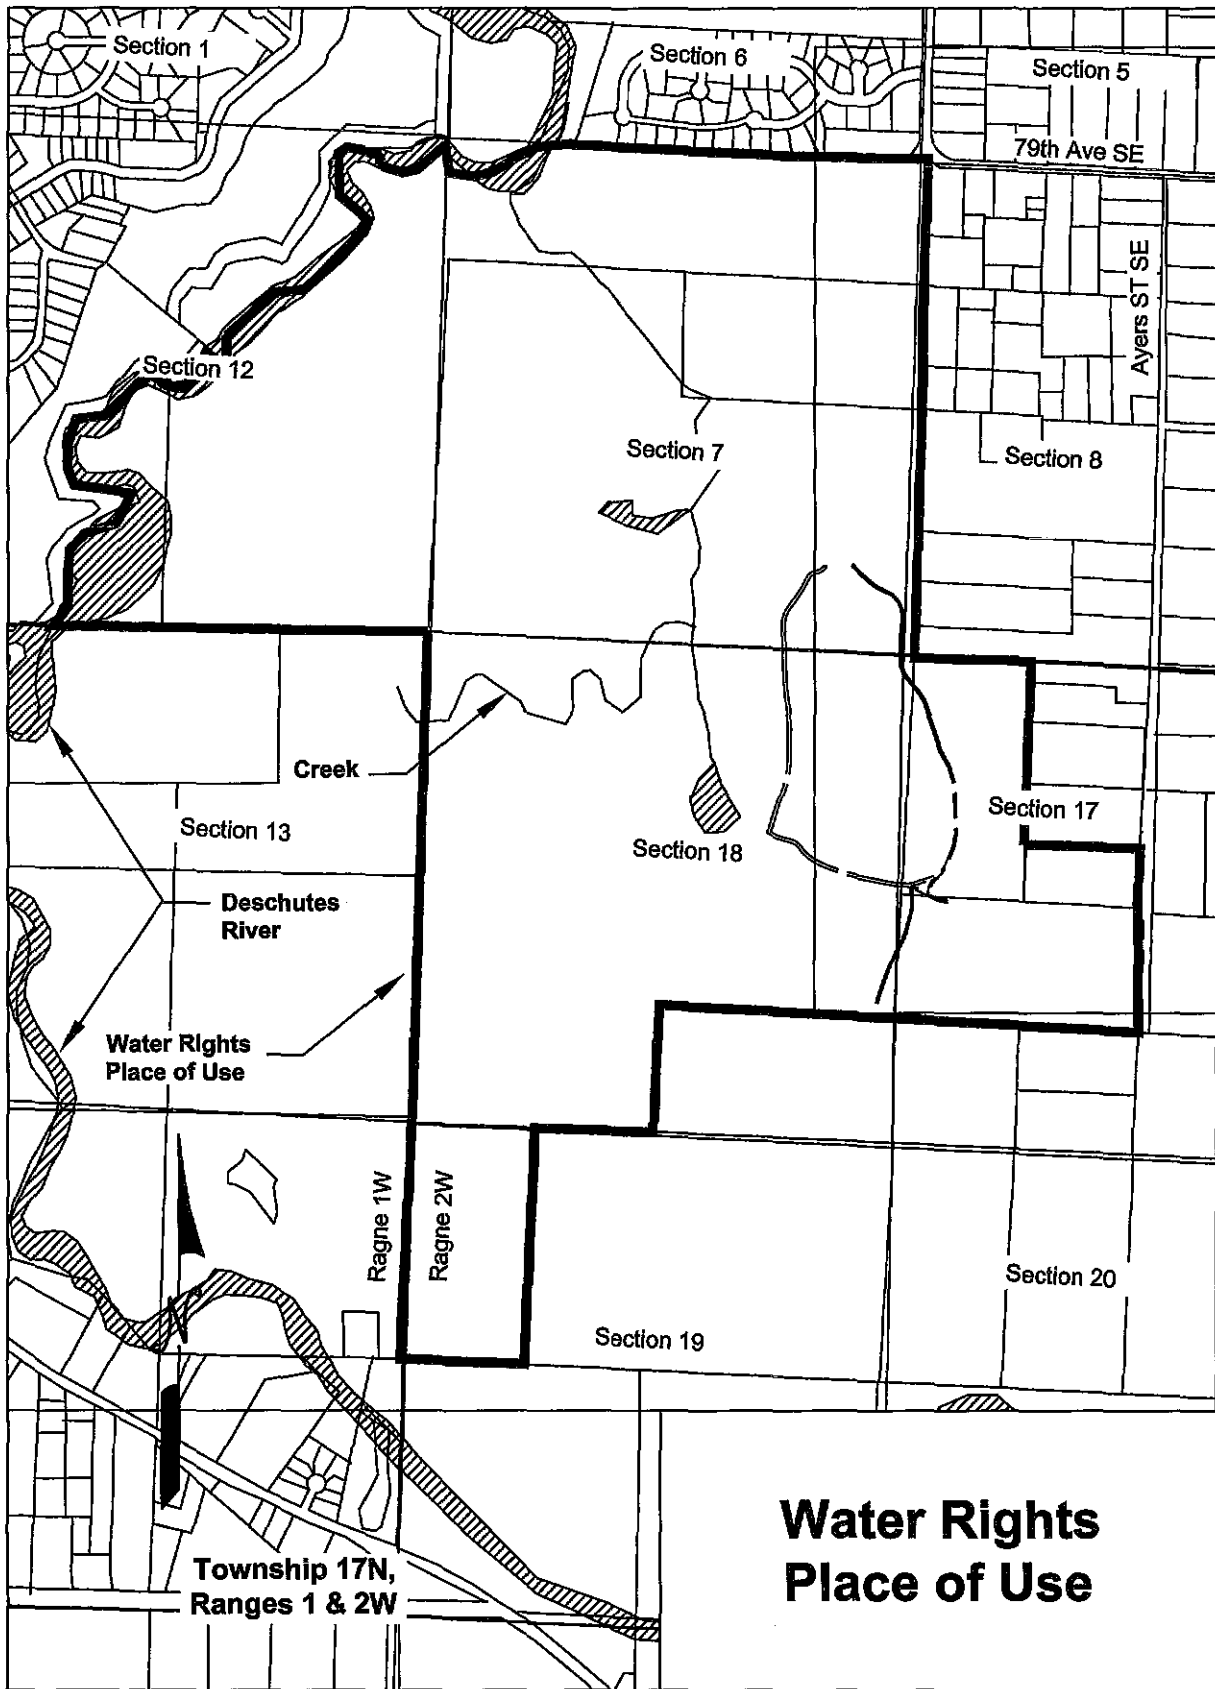 Section 1
Section 6
Section 5
79th Ave SE
Ayers ST SE
Section 12
Section 7
Section 8
Creek
Section 13
Section 17
Section 18
Deschutes
River
Water Rights
Place of Use
Ragne 1W
Ragne 2W
N
Section 20
Section 19
Township 17N,
Ranges 1 & 2W
Water Rights
Place of Use